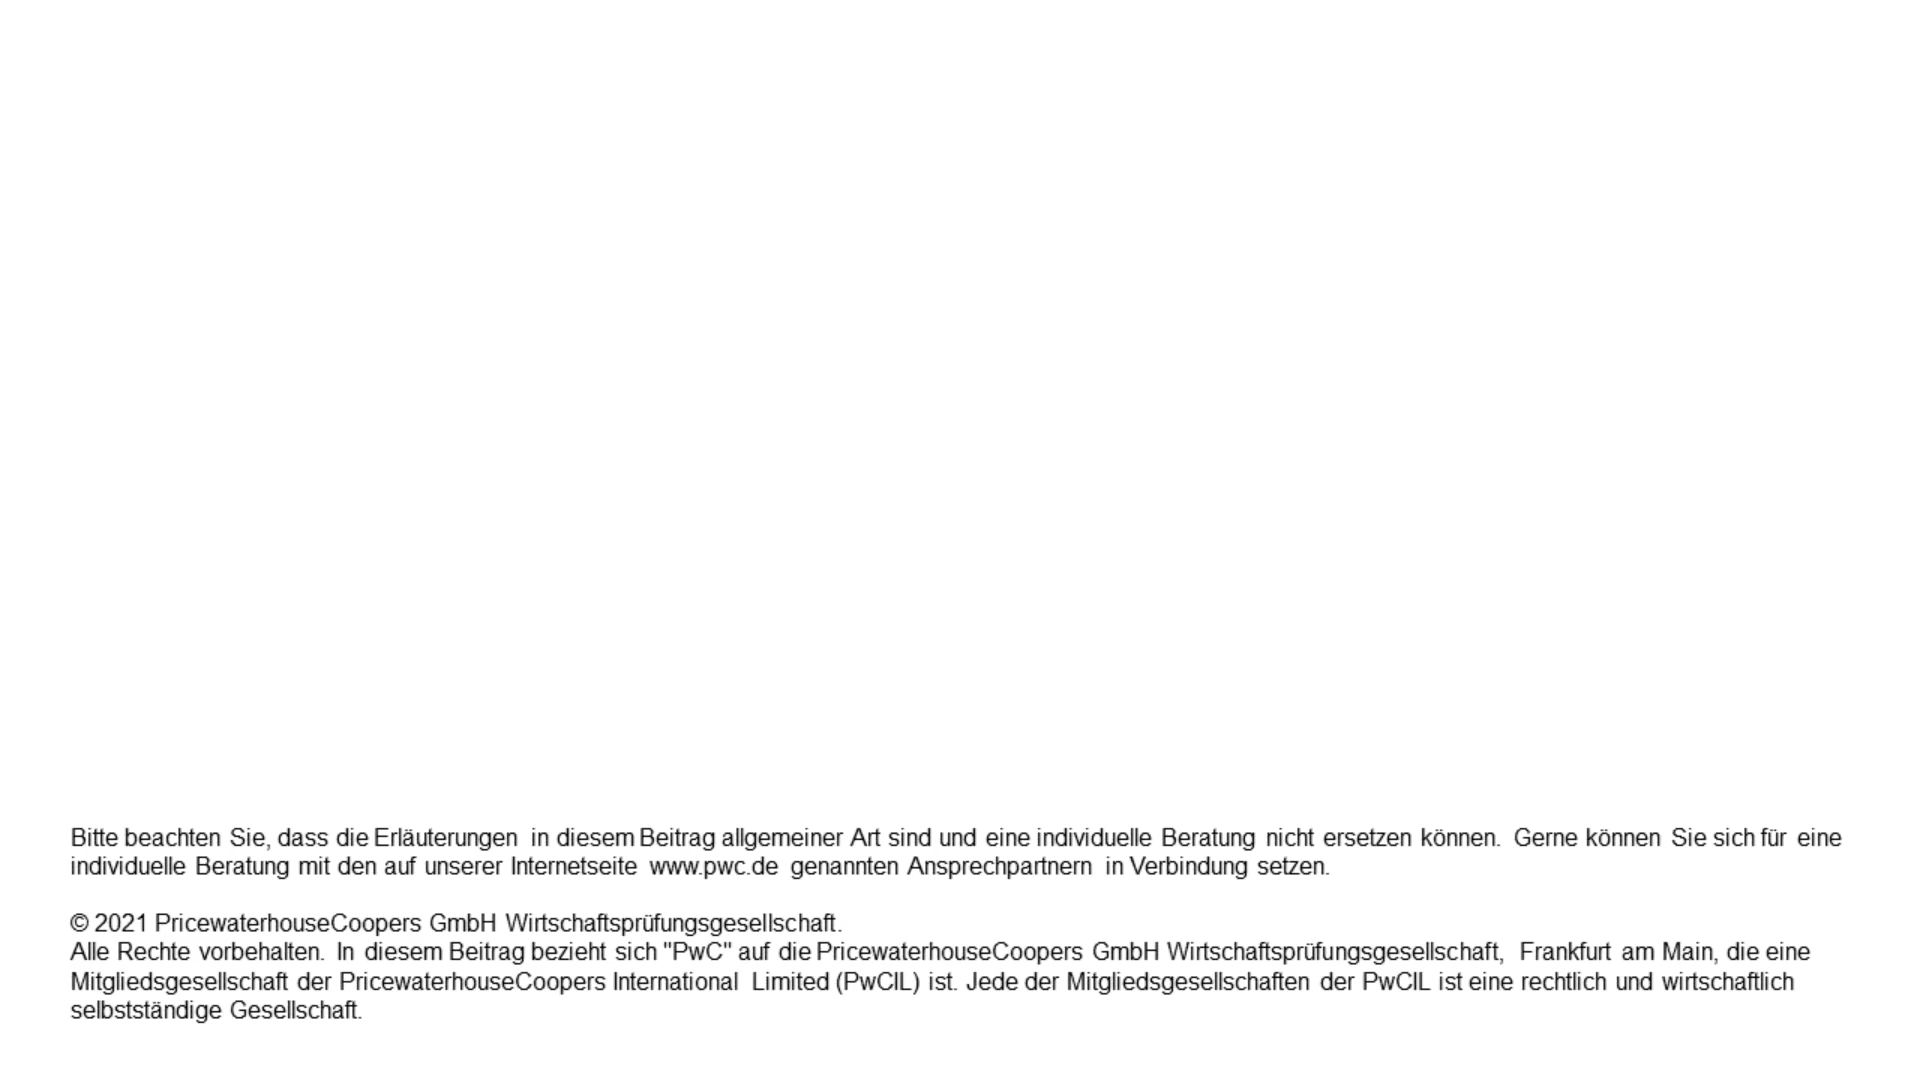 Bitte beachten Sie, dass die Erläuterungen in diesem Beitrag allgemeiner Art sind und eine individuelle Beratung nicht ersetzen können. Gerne können Sie sich für eine
individuelle Beratung mit den auf unserer Internetseite www.pwc.de genannten Ansprechpartnern in Verbindung setzen.
© 2021 PricewaterhouseCoopers GmbH Wirtschaftsprüfungsgesellschaft.
Alle Rechte vorbehalten. In diesem Beitrag bezieht sich "PwC" auf die PricewaterhouseCoopers GmbH Wirtschaftsprüfungsgesellschaft, Frankfurt am Main, die eine
Mitgliedsgesellschaft der PricewaterhouseCoopers International Limited (PwCIL) ist. Jede der Mitgliedsgesellschaften der PwCIL ist eine rechtlich und wirtschaftlich
selbstständige Gesellschaft.